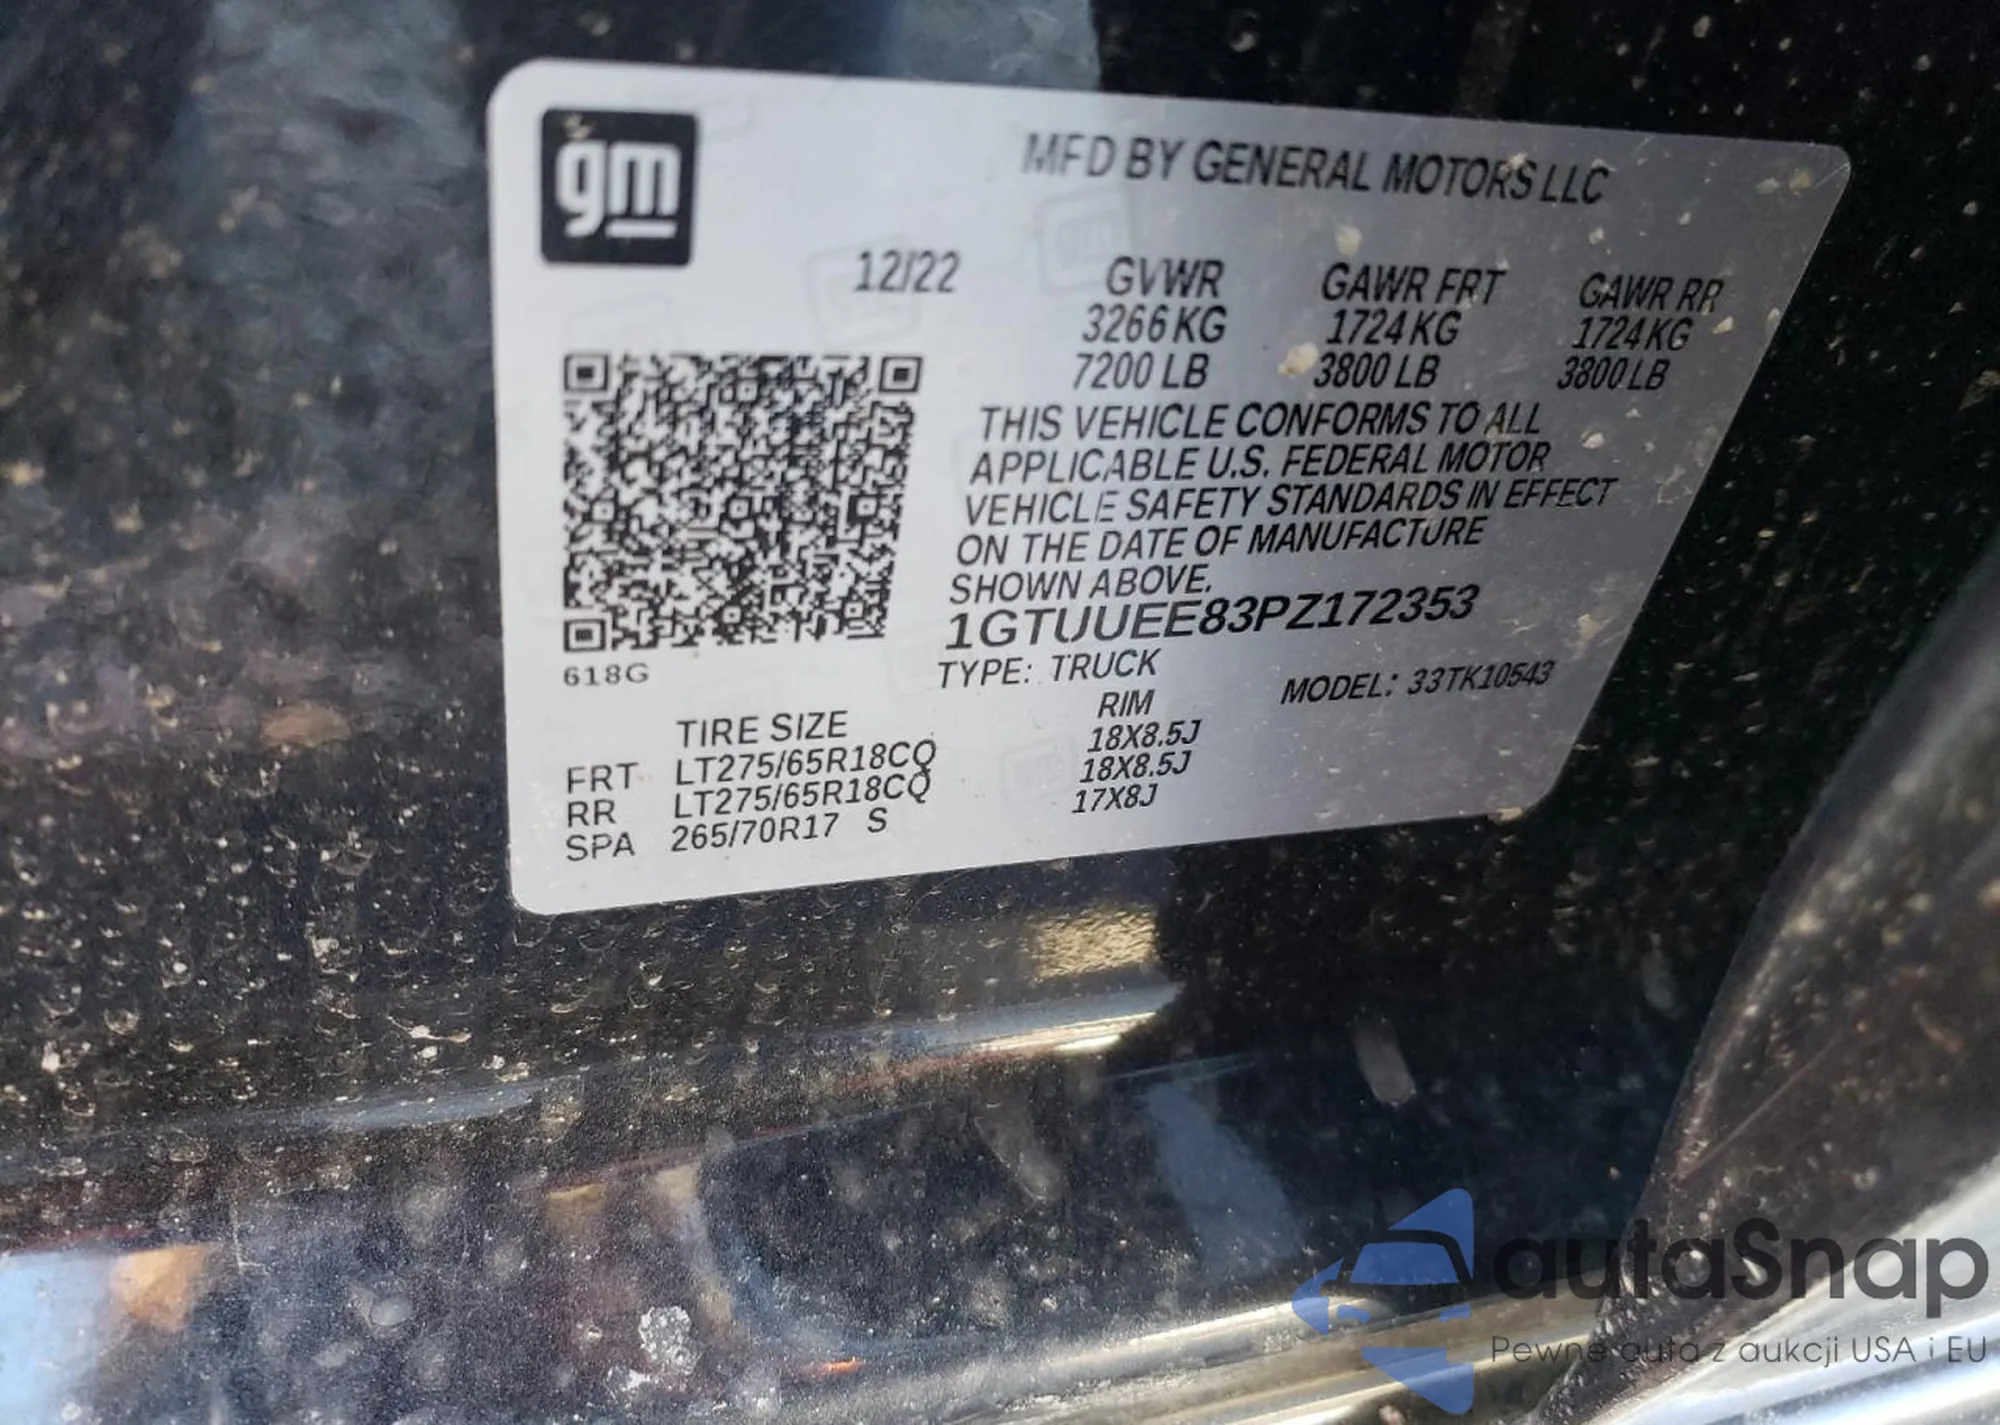 gm
MFD BY GENERAL MOTORS LLC
12/22 GVWR GAWR FRT GAWR RR
3266 KG 1724 KG 1724 KG
7200 LB 3800 LB 3800 LB
THIS VEHICLE CONFORMS TO ALL
APPLICABLE U.S. FEDERAL MOTOR
VEHICLE SAFETY STANDARDS IN EFFECT
ON THE DATE OF MANUFACTURE
SHOWN ABOVE.
1GTUUEE83PZ172353
618G
TYPE: TRUCK MODEL: 33TK10543
TIRE SIZE RIM
FRT LT275/65R18CQ 18X8.5J
RR LT275/65R18CQ 18X8.5J
SPA 265/70R17 S 17X8J
autaSnap
Pewne auta z aukcji USA i EU